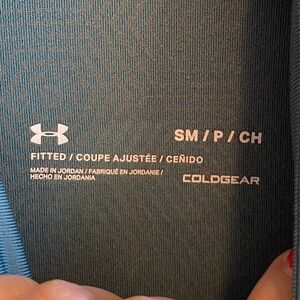 SM / P / CH
FITTED / COUPE AJUSTÉE / CEÑIDO
MADE IN JORDAN / FABRIQUÉ EN JORDANIE /
HECHO EN JORDANIA
COLDGEAR